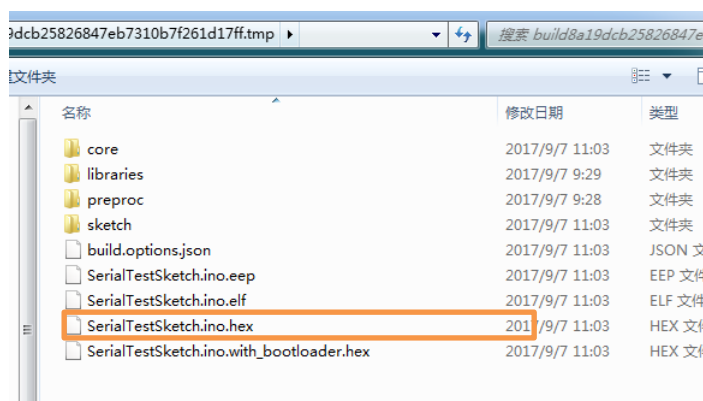 9dcb25826847eb7310b7f261d17ff.tmp 搜索 build8a19dcb25826847e
文件夹
名称 修改日期 类型
core 2017/9/7 11:03 文件夹
libraries 2017/9/7 9:29 文件夹
preproc 2017/9/7 9:28 文件夹
sketch 2017/9/7 11:03 文件夹
build.options.json 2017/9/7 11:03 JSON 文
SerialTestSketch.ino.eep 2017/9/7 11:03 EEP 文件
SerialTestSketch.ino.elf 2017/9/7 11:03 ELF 文件
SerialTestSketch.ino.hex 2017/9/7 11:03 HEX 文件
SerialTestSketch.ino.with_bootloader.hex 2017/9/7 11:03 HEX 文件